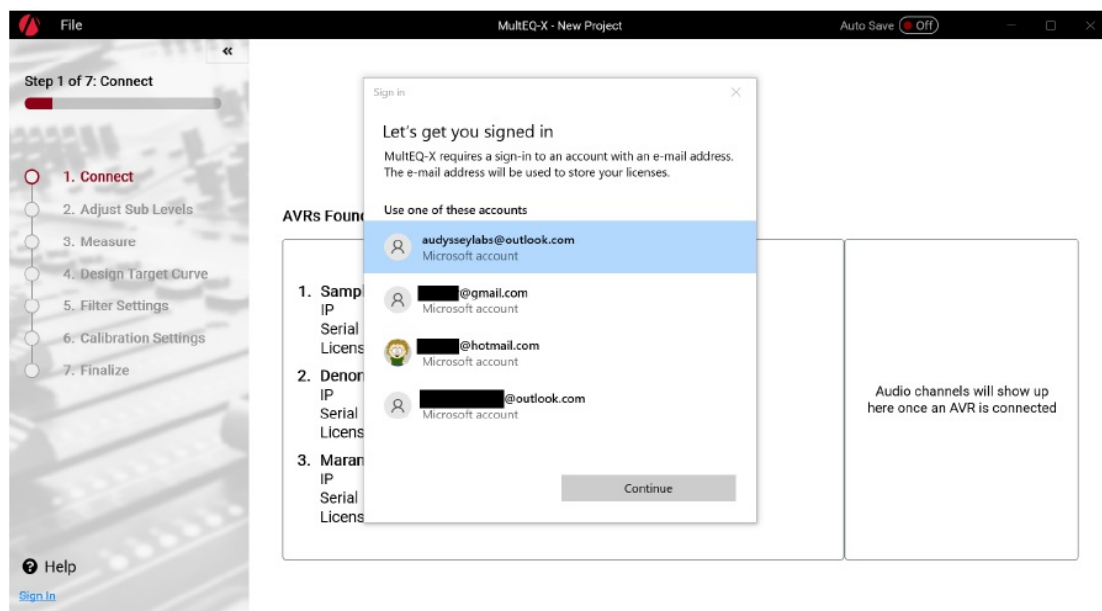 File
MultEQ-X - New Project
Auto Save Off
Step 1 of 7: Connect
1. Connect
2. Adjust Sub Levels
3. Measure
4. Design Target Curve
5. Filter Settings
6. Calibration Settings
7. Finalize
Help
Sign In
AVRs Foun
1. Sampl
IP
Serial
Licens
2. Denon
IP
Serial
Licens
3. Maran
IP
Serial
Licens
Sign in
Let's get you signed in
MultEQ-X requires a sign-in to an account with an e-mail address.
The e-mail address will be used to store your licenses.
Use one of these accounts
audysseylabs@outlook.com
Microsoft account
@gmail.com
Microsoft account
@hotmail.com
Microsoft account
@outlook.com
Microsoft account
Continue
Audio channels will show up
here once an AVR is connected